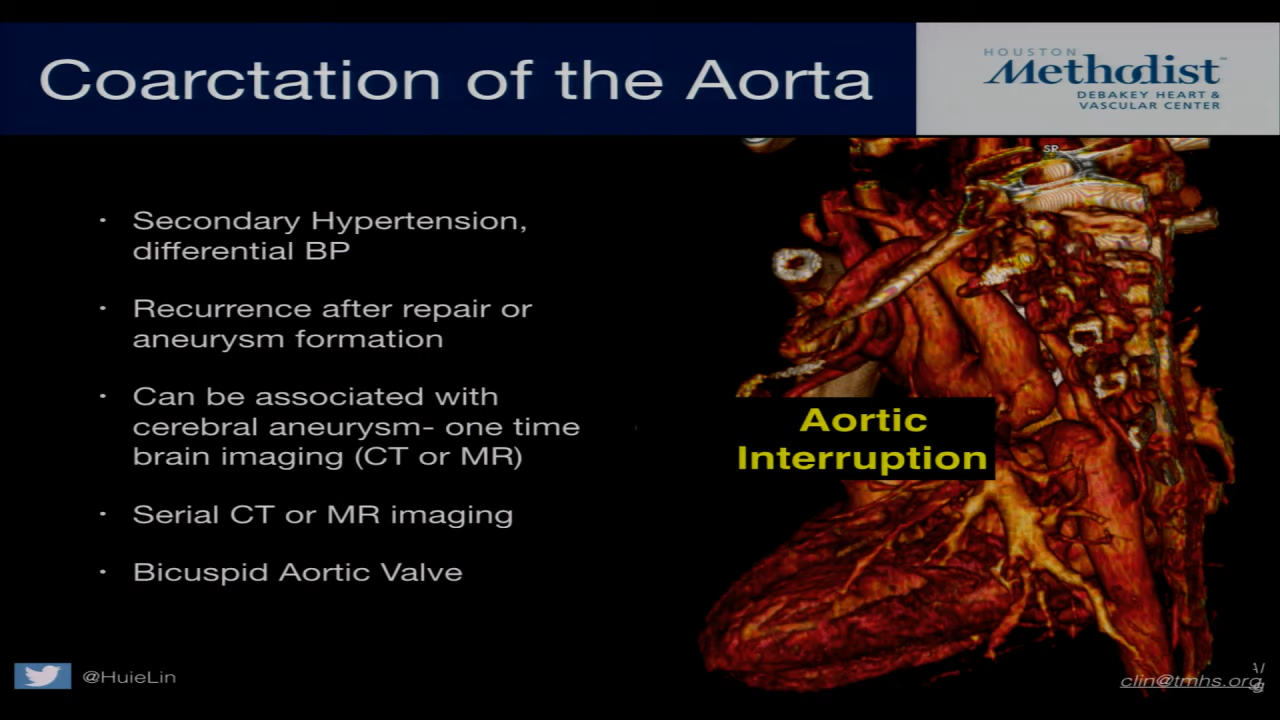 Coarctation of the Aorta
HOUSTON
Methodist
DEBAKEY HEART &
VASCULAR CENTER
SR
· Secondary Hypertension,
differential BP
· Recurrence after repair or
aneurysm formation
· Can be associated with
cerebral aneurysm- one time
brain imaging (CT or MR)
· Serial CT or MR imaging
· Bicuspid Aortic Valve
Aortic
Interruption
@HuieLin
clin@tmhs.org